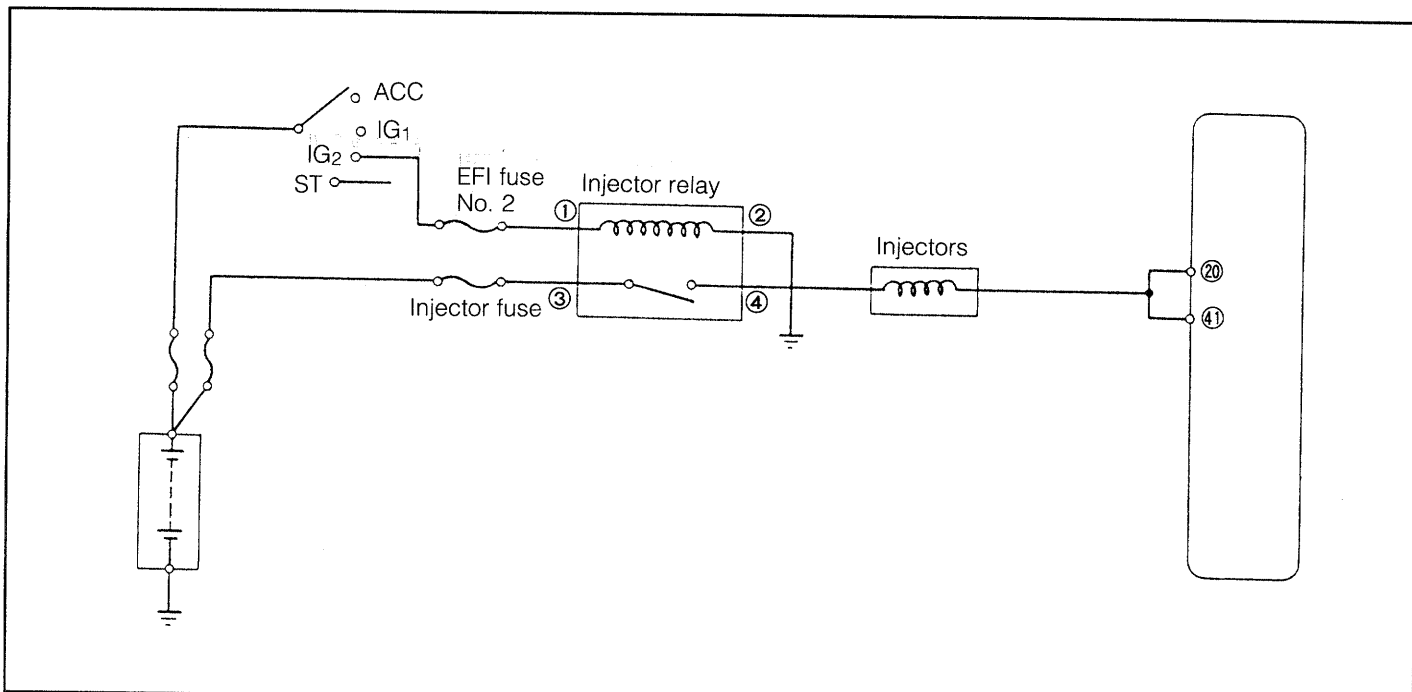 ACC
IG₁
IG₂
ST
EFI fuse
No. 2
Injector relay
①
②
Injectors
⑳
Injector fuse
③
④
㊶